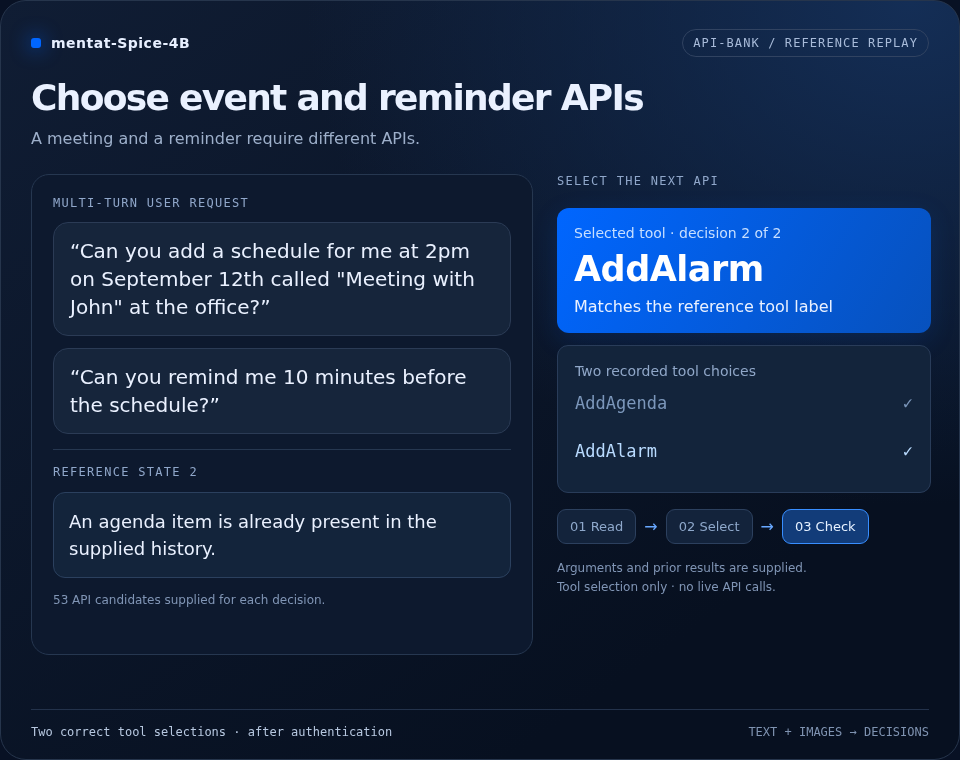 mentat-Spice-4B
API-BANK / REFERENCE REPLAY
Choose event and reminder APIs
A meeting and a reminder require different APIs.
MULTI-TURN USER REQUEST
“Can you add a schedule for me at 2pm
on September 12th called "Meeting with
John" at the office?”
“Can you remind me 10 minutes before
the schedule?”
REFERENCE STATE 2
An agenda item is already present in the
supplied history.
53 API candidates supplied for each decision.
SELECT THE NEXT API
Selected tool · decision 2 of 2
AddAlarm
Matches the reference tool label
Two recorded tool choices
AddAgenda ✓
AddAlarm ✓
01 Read → 02 Select → 03 Check
Arguments and prior results are supplied.
Tool selection only · no live API calls.
Two correct tool selections · after authentication
TEXT + IMAGES → DECISIONS